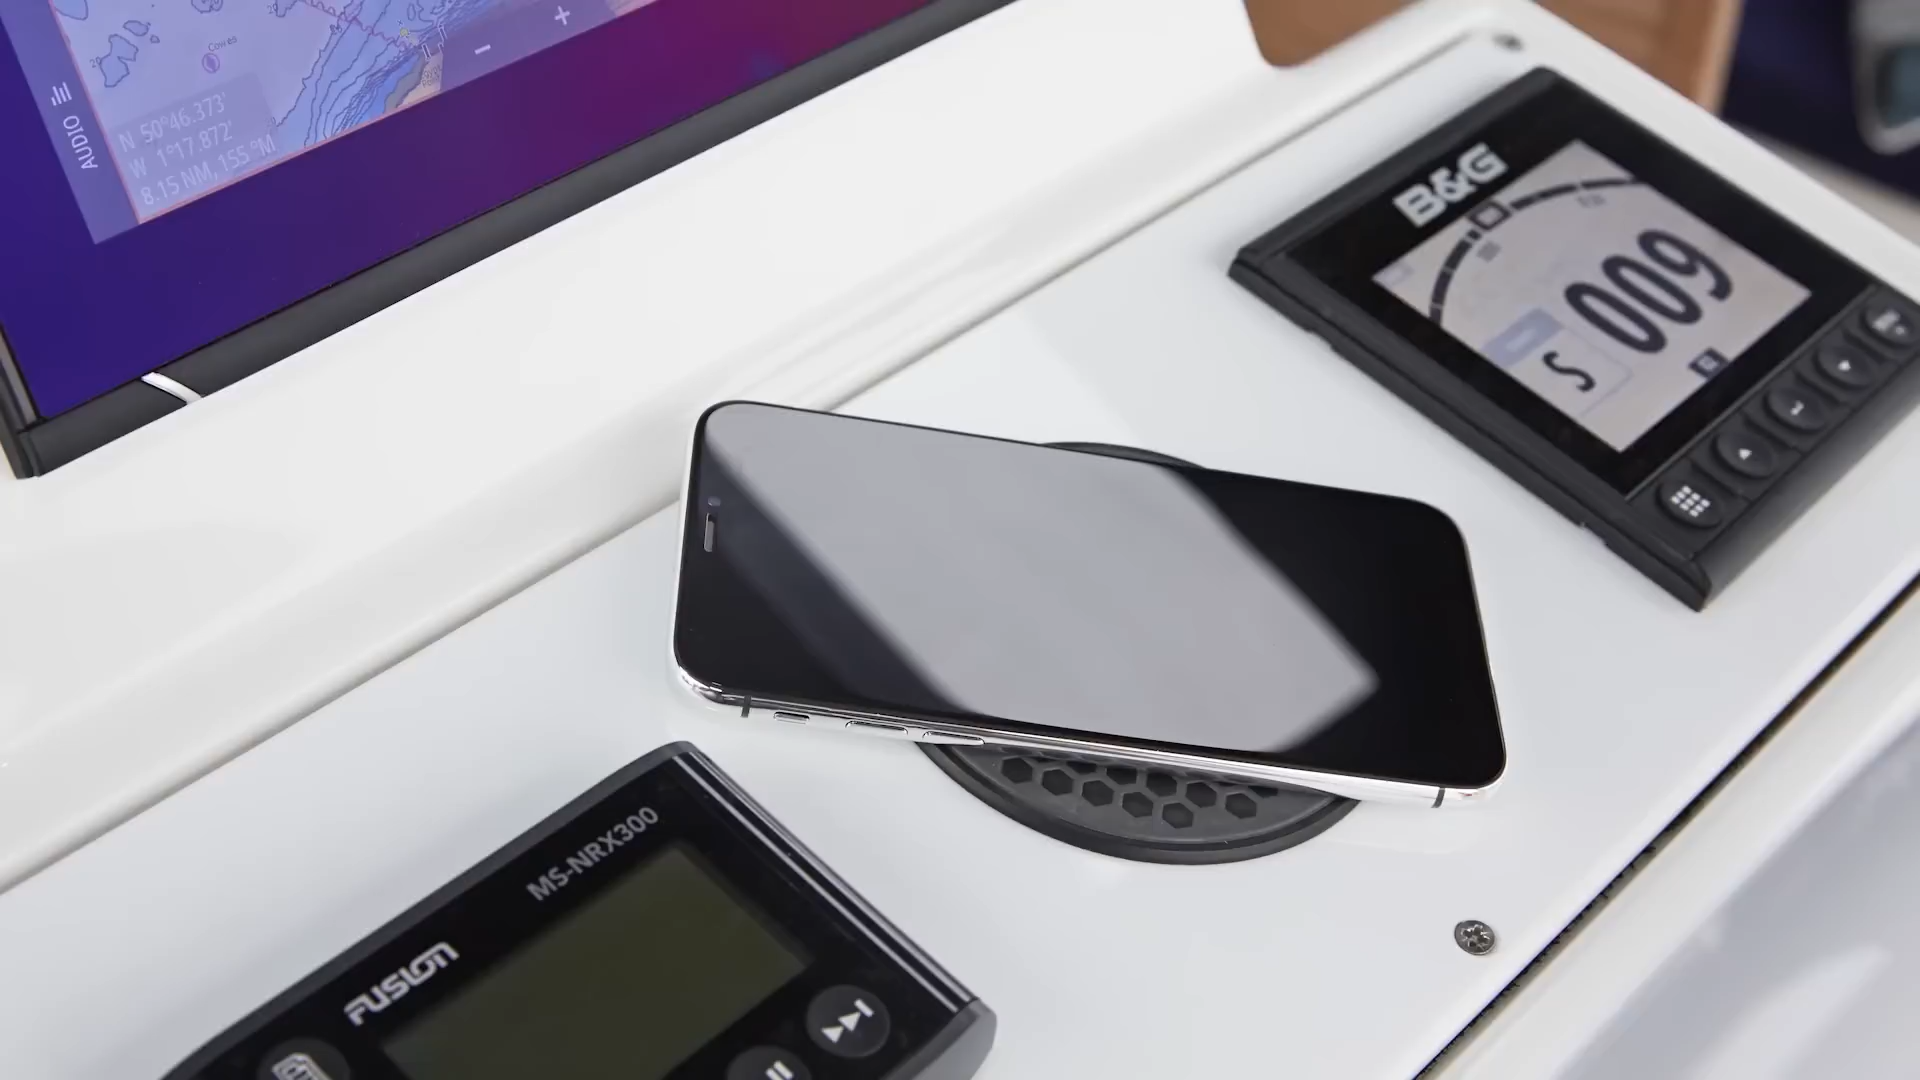 Cowes
AUDIO
N 50°46.373'
W 1°17.872'
8.15 NM, 155 °M
B&G
009
S
MS-NRX300
FUSION